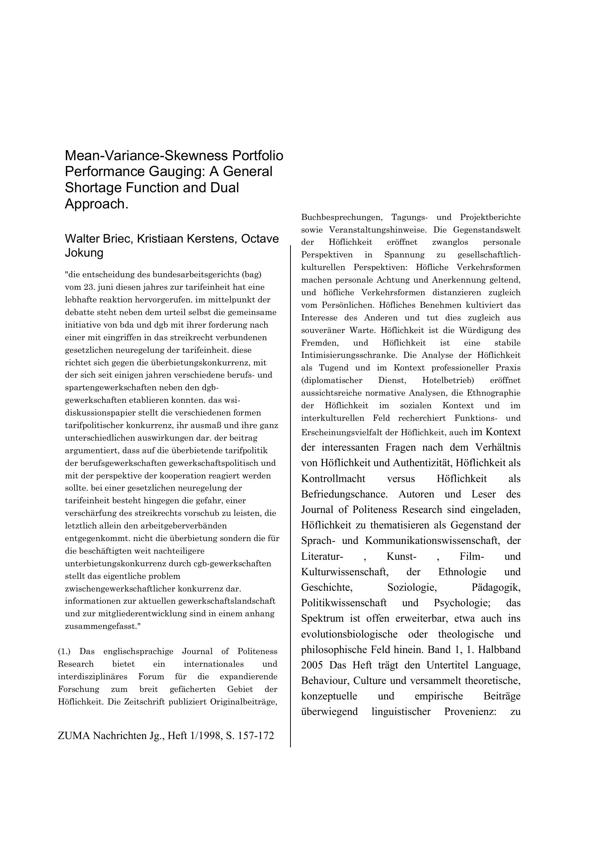 Mean-Variance-Skewness Portfolio
Performance Gauging: A General
Shortage Function and Dual
Approach.
Walter Briec, Kristiaan Kerstens, Octave
Jokung
"die entscheidung des bundesarbeitsgerichts (bag)
vom 23. juni diesen jahres zur tarifeinheit hat eine
lebhafte reaktion hervorgerufen. im mittelpunkt der
debatte steht neben dem urteil selbst die gemeinsame
initiative von bda und dgb mit ihrer forderung nach
einer mit eingriffen in das streikrecht verbundenen
gesetzlichen neuregelung der tarifeinheit. diese
richtet sich gegen die überbietungskonkurrenz, mit
der sich seit einigen jahren verschiedene berufs- und
spartengewerkschaften neben den dgb-
gewerkschaften etablieren konnten. das wsi-
diskussionspapier stellt die verschiedenen formen
tarifpolitischer konkurrenz, ihr ausmaß und ihre ganz
unterschiedlichen auswirkungen dar. der beitrag
argumentiert, dass auf die überbietende tarifpolitik
der berufsgewerkschaften gewerkschaftspolitisch und
mit der perspektive der kooperation reagiert werden
sollte. bei einer gesetzlichen neuregelung der
tarifeinheit besteht hingegen die gefahr, einer
verschärfung des streikrechts vorschub zu leisten, die
letztlich allein den arbeitgeberverbänden
entgegenkommt. nicht die überbietung sondern die für
die beschäftigten weit nachteiligere
unterbietungskonkurrenz durch cgb-gewerkschaften
stellt das eigentliche problem
zwischengewerkschaftlicher konkurrenz dar.
informationen zur aktuellen gewerkschaftslandschaft
und zur mitgliederentwicklung sind in einem anhang
zusammengefasst."
(1.) Das englischsprachige Journal of Politeness
Research bietet ein internationales und
interdisziplinäres Forum für die expandierende
Forschung zum breit gefächerten Gebiet der
Höflichkeit. Die Zeitschrift publiziert Originalbeiträge,
ZUMA Nachrichten Jg., Heft 1/1998, S. 157-172
Buchbesprechungen, Tagungs- und Projektberichte
sowie Veranstaltungshinweise. Die Gegenstandswelt
der Höflichkeit eröffnet zwanglos personale
Perspektiven in Spannung zu gesellschaftlich-
kulturellen Perspektiven: Höfliche Verkehrsformen
machen personale Achtung und Anerkennung geltend,
und höfliche Verkehrsformen distanzieren zugleich
vom Persönlichen. Höfliches Benehmen kultiviert das
Interesse des Anderen und tut dies zugleich aus
souveräner Warte. Höflichkeit ist die Würdigung des
Fremden, und Höflichkeit ist eine stabile
Intimisierungsschranke. Die Analyse der Höflichkeit
als Tugend und im Kontext professioneller Praxis
(diplomatischer Dienst, Hotelbetrieb) eröffnet
aussichtsreiche normative Analysen, die Ethnographie
der Höflichkeit im sozialen Kontext und im
interkulturellen Feld recherchiert Funktions- und
Erscheinungsvielfalt der Höflichkeit, auch im Kontext
der interessanten Fragen nach dem Verhältnis
von Höflichkeit und Authentizität, Höflichkeit als
Kontrollmacht versus Höflichkeit als
Befriedungschance. Autoren und Leser des
Journal of Politeness Research sind eingeladen,
Höflichkeit zu thematisieren als Gegenstand der
Sprach- und Kommunikationswissenschaft, der
Literatur- , Kunst- , Film- und
Kulturwissenschaft, der Ethnologie und
Geschichte, Soziologie, Pädagogik,
Politikwissenschaft und Psychologie; das
Spektrum ist offen erweiterbar, etwa auch ins
evolutionsbiologische oder theologische und
philosophische Feld hinein. Band 1, 1. Halbband
2005 Das Heft trägt den Untertitel Language,
Behaviour, Culture und versammelt theoretische,
konzeptuelle und empirische Beiträge
überwiegend linguistischer Provenienz: zu